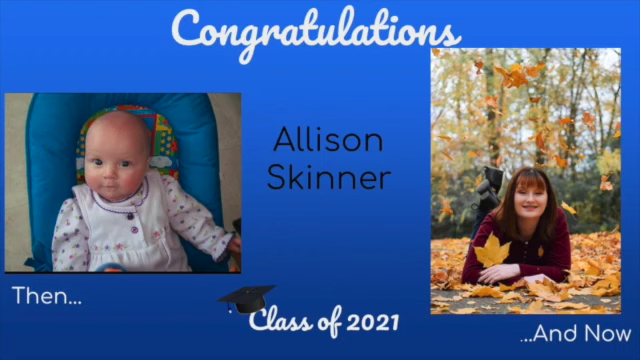 Congratulations
Allison
Skinner
Then...
Class of 2021
...And Now